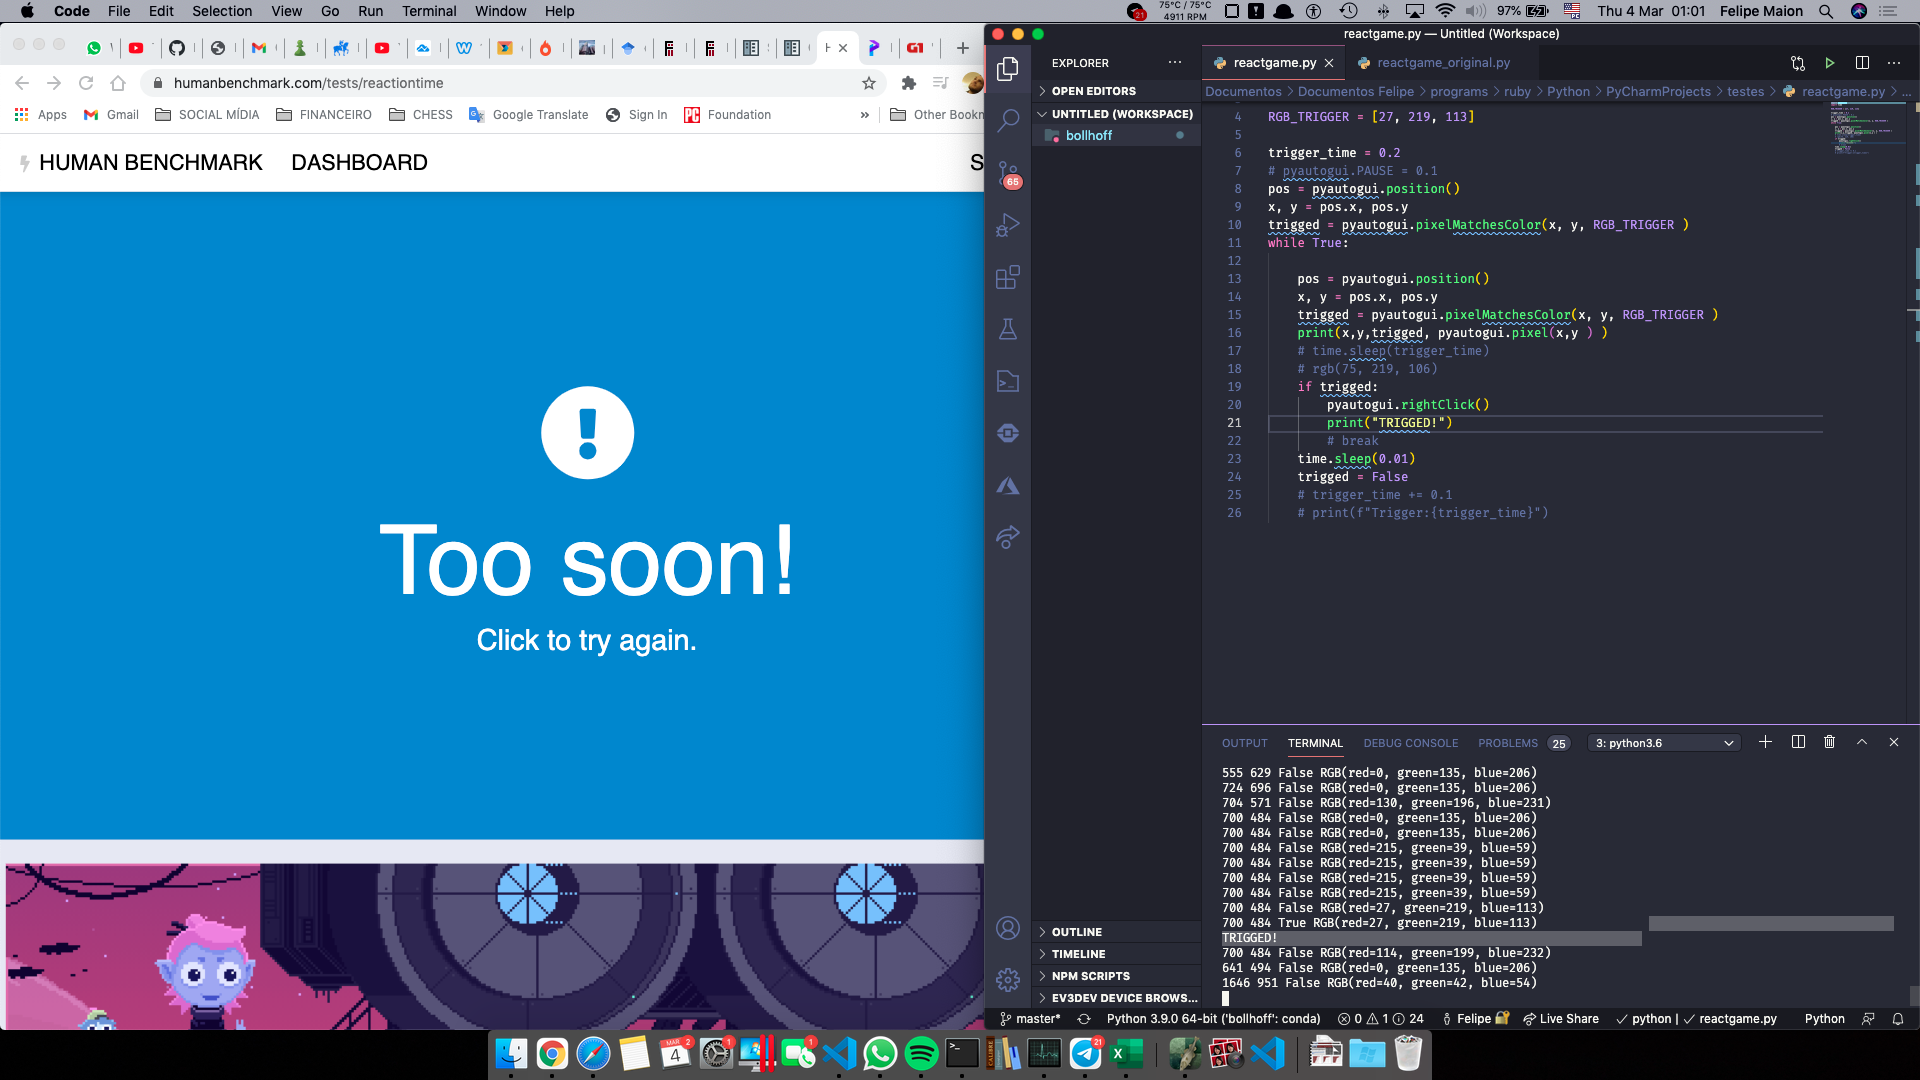 Code File Edit Selection View Go Run Terminal Window Help
21 75°C / 75°C
4911 RPM
97% Thu 4 Mar 01:01 Felipe Maion
reactgame.py — Untitled (Workspace)
humanbenchmark.com/tests/reactiontime
Apps Gmail SOCIAL MÍDIA FINANCEIRO CHESS Google Translate Sign In Foundation » Other Bookn
HUMAN BENCHMARK DASHBOARD S
Too soon!
Click to try again.
EXPLORER ...
OPEN EDITORS
UNTITLED (WORKSPACE)
bollhoff
65
OUTLINE
TIMELINE
NPM SCRIPTS
EV3DEV DEVICE BROWS...
reactgame.py reactgame_original.py
Documentos > Documentos Felipe > programs > ruby > Python > PyCharmProjects > testes > reactgame.py > ...
4 RGB_TRIGGER = [27, 219, 113]
5
6 trigger_time = 0.2
7 # pyautogui.PAUSE = 0.1
8 pos = pyautogui.position()
9 x, y = pos.x, pos.y
10 trigged = pyautogui.pixelMatchesColor(x, y, RGB_TRIGGER )
11 while True:
12
13 pos = pyautogui.position()
14 x, y = pos.x, pos.y
15 trigged = pyautogui.pixelMatchesColor(x, y, RGB_TRIGGER )
16 print(x,y,trigged, pyautogui.pixel(x,y ) )
17 # time.sleep(trigger_time)
18 # rgb(75, 219, 106)
19 if trigged:
20 pyautogui.rightClick()
21 print("TRIGGED!")
22 # break
23 time.sleep(0.01)
24 trigged = False
25 # trigger_time += 0.1
26 # print(f"Trigger:{trigger_time}")
OUTPUT TERMINAL DEBUG CONSOLE PROBLEMS 25 3: python3.6
555 629 False RGB(red=0, green=135, blue=206)
724 696 False RGB(red=0, green=135, blue=206)
704 571 False RGB(red=130, green=196, blue=231)
700 484 False RGB(red=0, green=135, blue=206)
700 484 False RGB(red=0, green=135, blue=206)
700 484 False RGB(red=215, green=39, blue=59)
700 484 False RGB(red=215, green=39, blue=59)
700 484 False RGB(red=215, green=39, blue=59)
700 484 False RGB(red=215, green=39, blue=59)
700 484 False RGB(red=27, green=219, blue=113)
700 484 True RGB(red=27, green=219, blue=113)
TRIGGED!
700 484 False RGB(red=114, green=199, blue=232)
641 494 False RGB(red=0, green=135, blue=206)
1646 951 False RGB(red=40, green=42, blue=54)
master* Python 3.9.0 64-bit ('bollhoff': conda) 0 1 24 Felipe Live Share python | reactgame.py Python